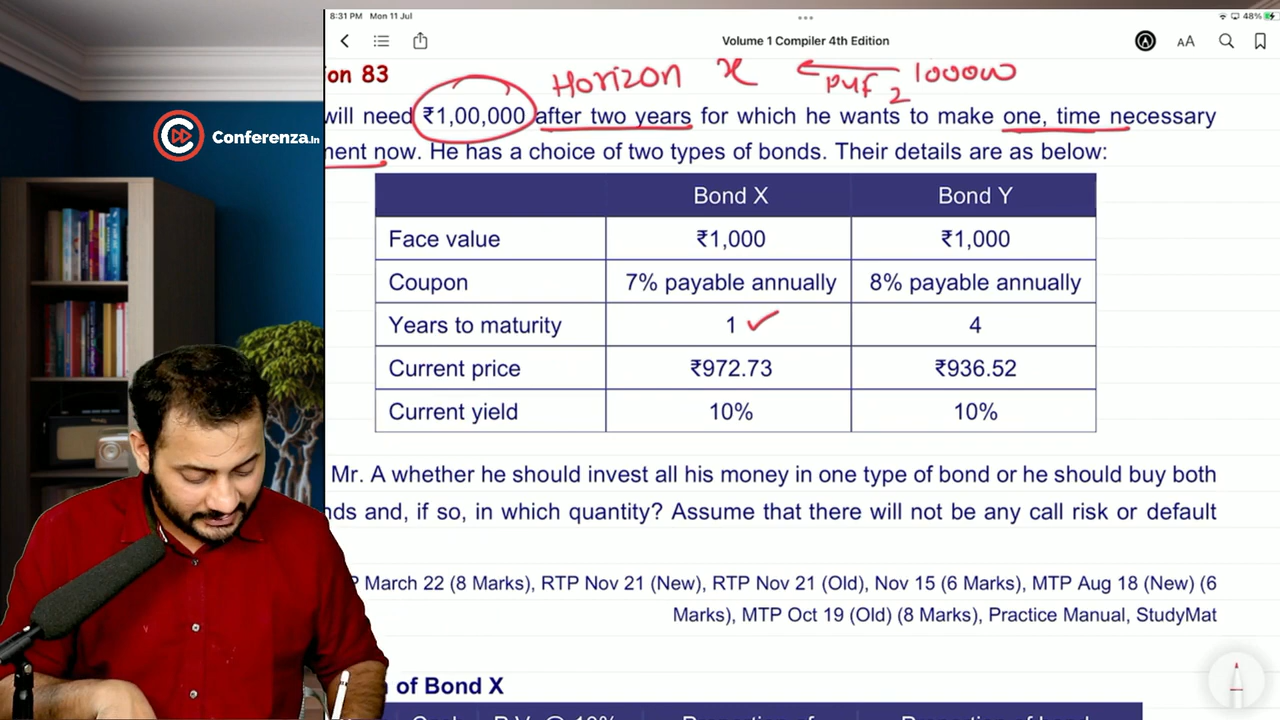 8:31 PM Mon 11 Jul
48%
Volume 1 Compiler 4th Edition
AA
ion 83
Horizon x PVF 2 10000
will need ₹1,00,000 after two years for which he wants to make one, time necessary
Conferenza.in
ment now. He has a choice of two types of bonds. Their details are as below:
Bond X Bond Y
Face value ₹1,000 ₹1,000
Coupon 7% payable annually 8% payable annually
Years to maturity 1 4
Current price ₹972.73 ₹936.52
Current yield 10% 10%
Mr. A whether he should invest all his money in one type of bond or he should buy both
nds and, if so, in which quantity? Assume that there will not be any call risk or default
P March 22 (8 Marks), RTP Nov 21 (New), RTP Nov 21 (Old), Nov 15 (6 Marks), MTP Aug 18 (New) (6
Marks), MTP Oct 19 (Old) (8 Marks), Practice Manual, StudyMat
n of Bond X